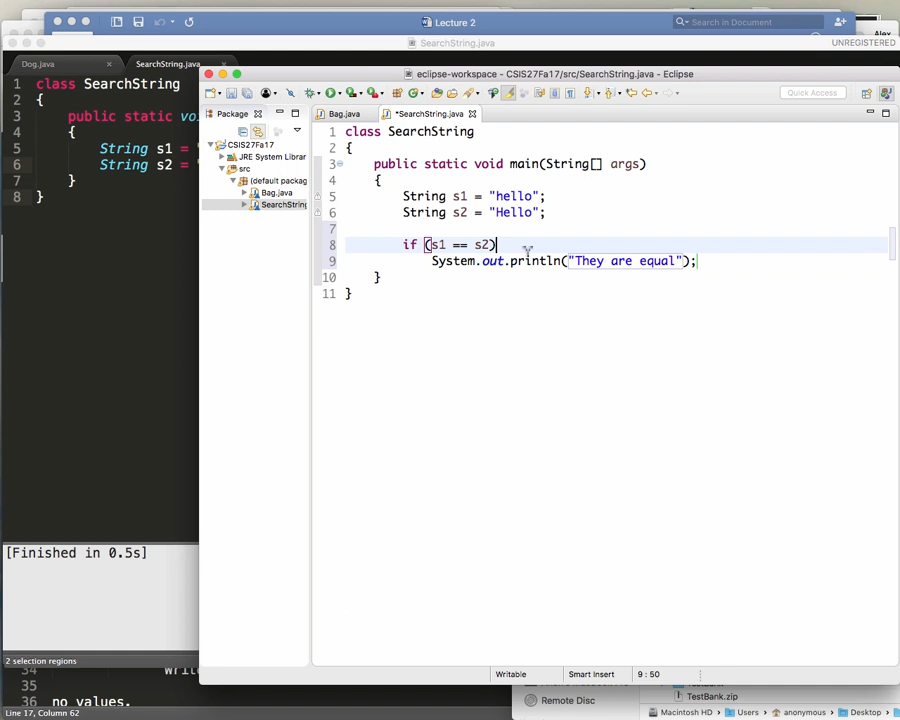 Lecture 2
Search in Document
SearchString.java
UNREGISTERED
Alex
Dog.java
SearchString.java
1 class SearchString
2 {
3 public static
4 {
5 String s1 =
6 String s2 =
7 }
8 }
[Finished in 0.5s]
2 selection regions
34
35
36 no values.
Line 17, Column 62
eclipse-workspace - CSIS27Fa17/src/SearchString.java - Eclipse
Quick Access
Package
CSIS27Fa17
JRE System Librar
src
(default packag
Bag.java
SearchString
Bag.java
*SearchString.java
1 class SearchString
2 {
3 public static void main(String[] args)
4 {
5 String s1 = "hello";
6 String s2 = "Hello";
7
8 if (s1 == s2)
9 System.out.println("They are equal");
10 }
11 }
Writable
Smart Insert
9 : 50
Remote Disc
TestBank.zip
Macintosh HD
Users
anonymous
Desktop